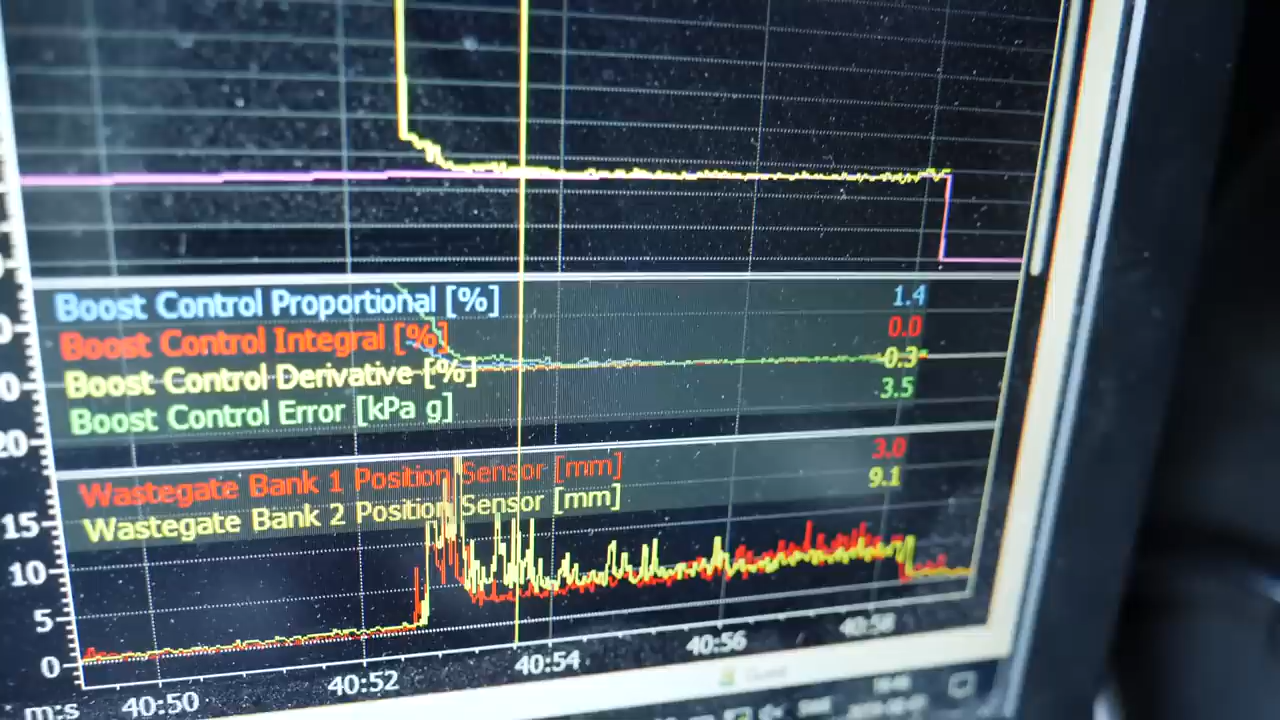 Boost Control Proportional [%] 1.4
Boost Control Integral [%] 0.0
Boost Control Derivative [%] -0.3
Boost Control Error [kPa g] 3.5
20
Wastegate Bank 1 Position Sensor [mm] 3.0
Wastegate Bank 2 Position Sensor [mm] 9.1
15
10
5
0
m:s 40:50 40:52 40:54 40:56 40:58